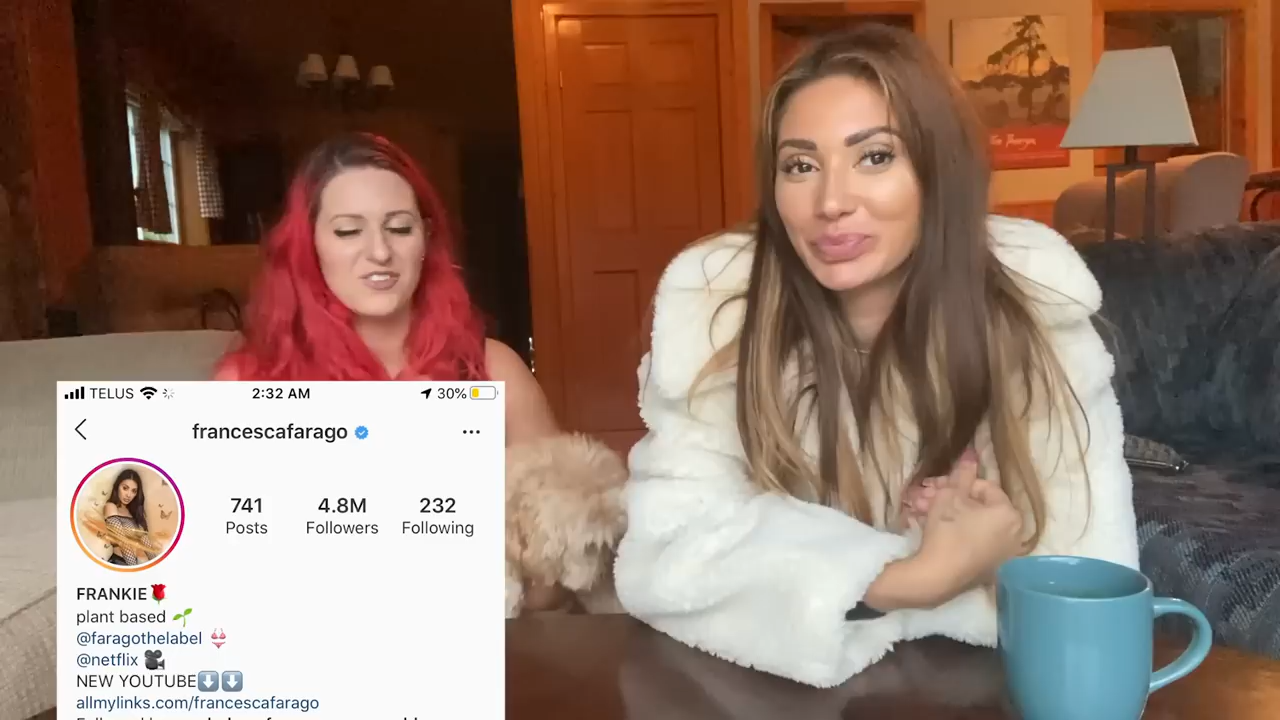 TELUS 2:32 AM 30%
francescafarago
741 4.8M 232
Posts Followers Following
FRANKIE🌹
plant based 🌱
@faragothelabel 👙
@netflix 🎥
NEW YOUTUBE⬇️⬇️
allmylinks.com/francescafarago